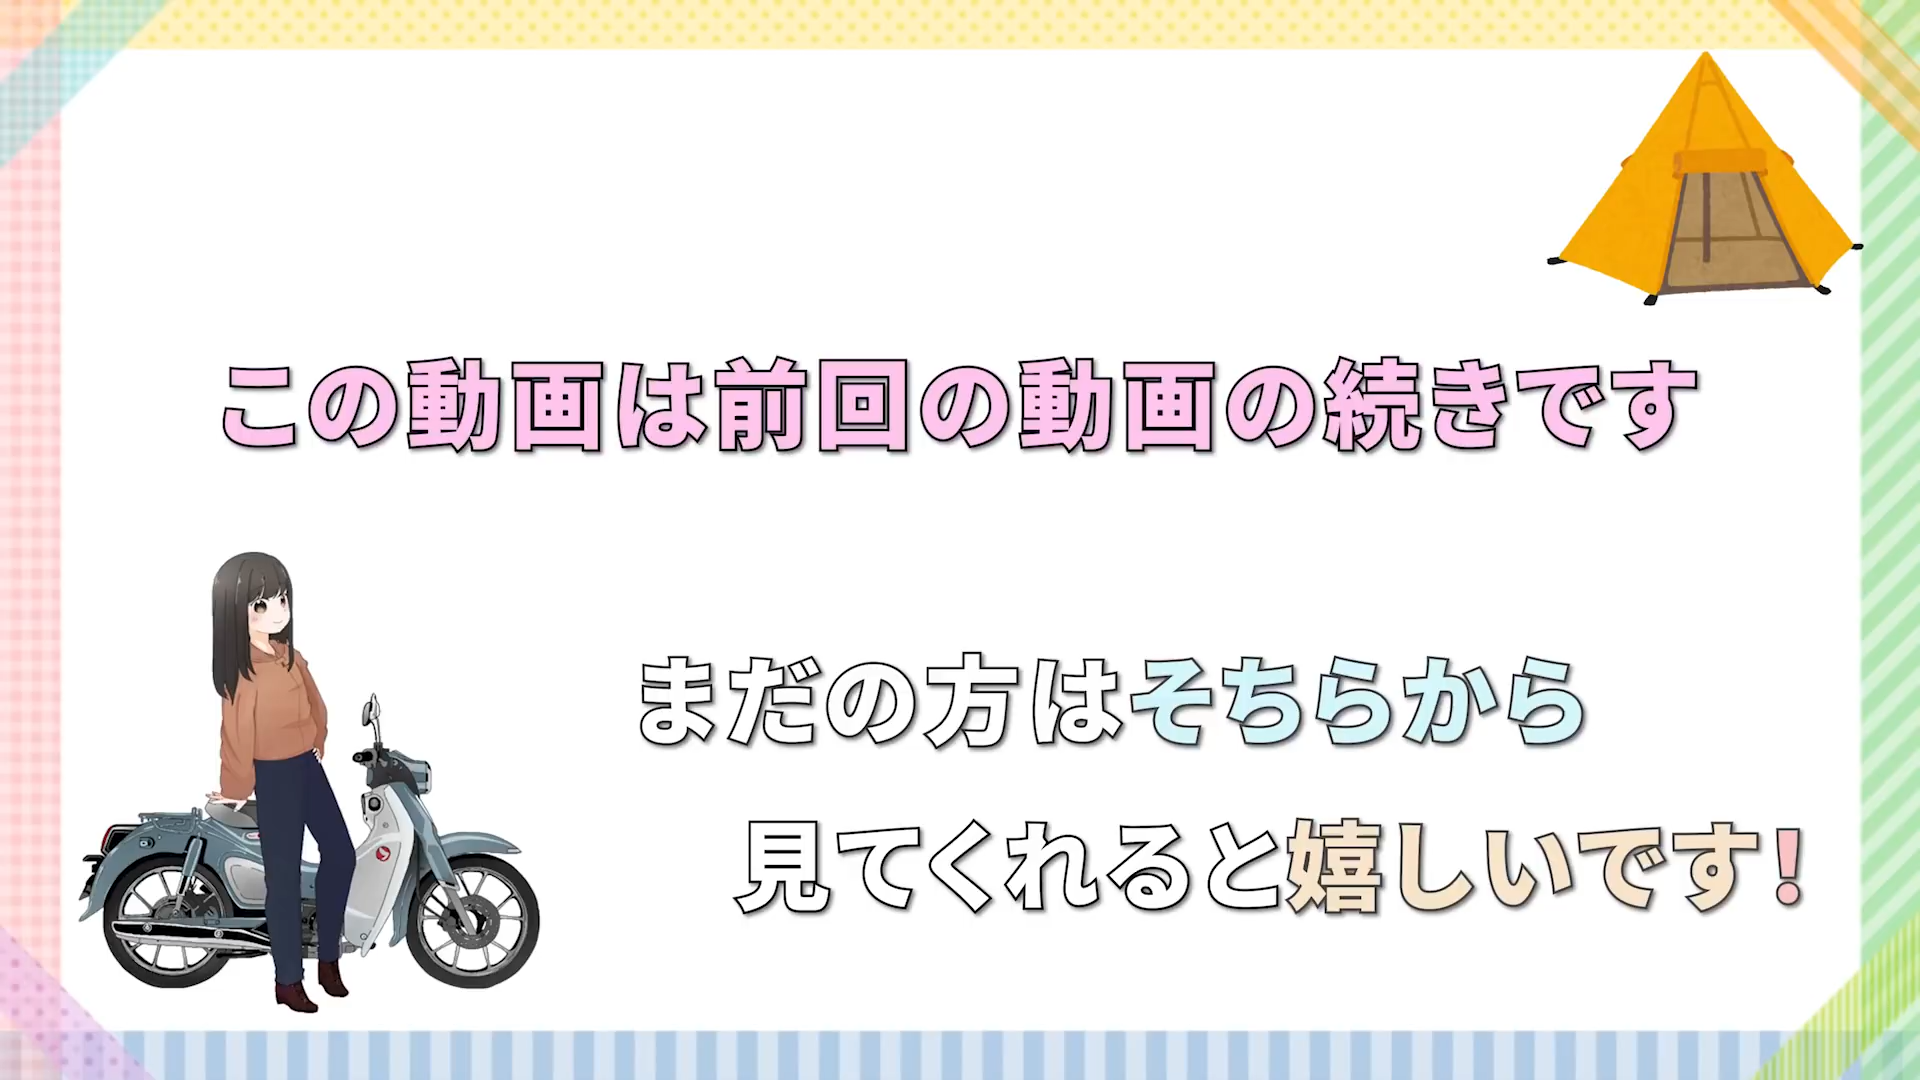 この動画は前回の動画の続きです
まだの方はそちらから
見てくれると嬉しいです！